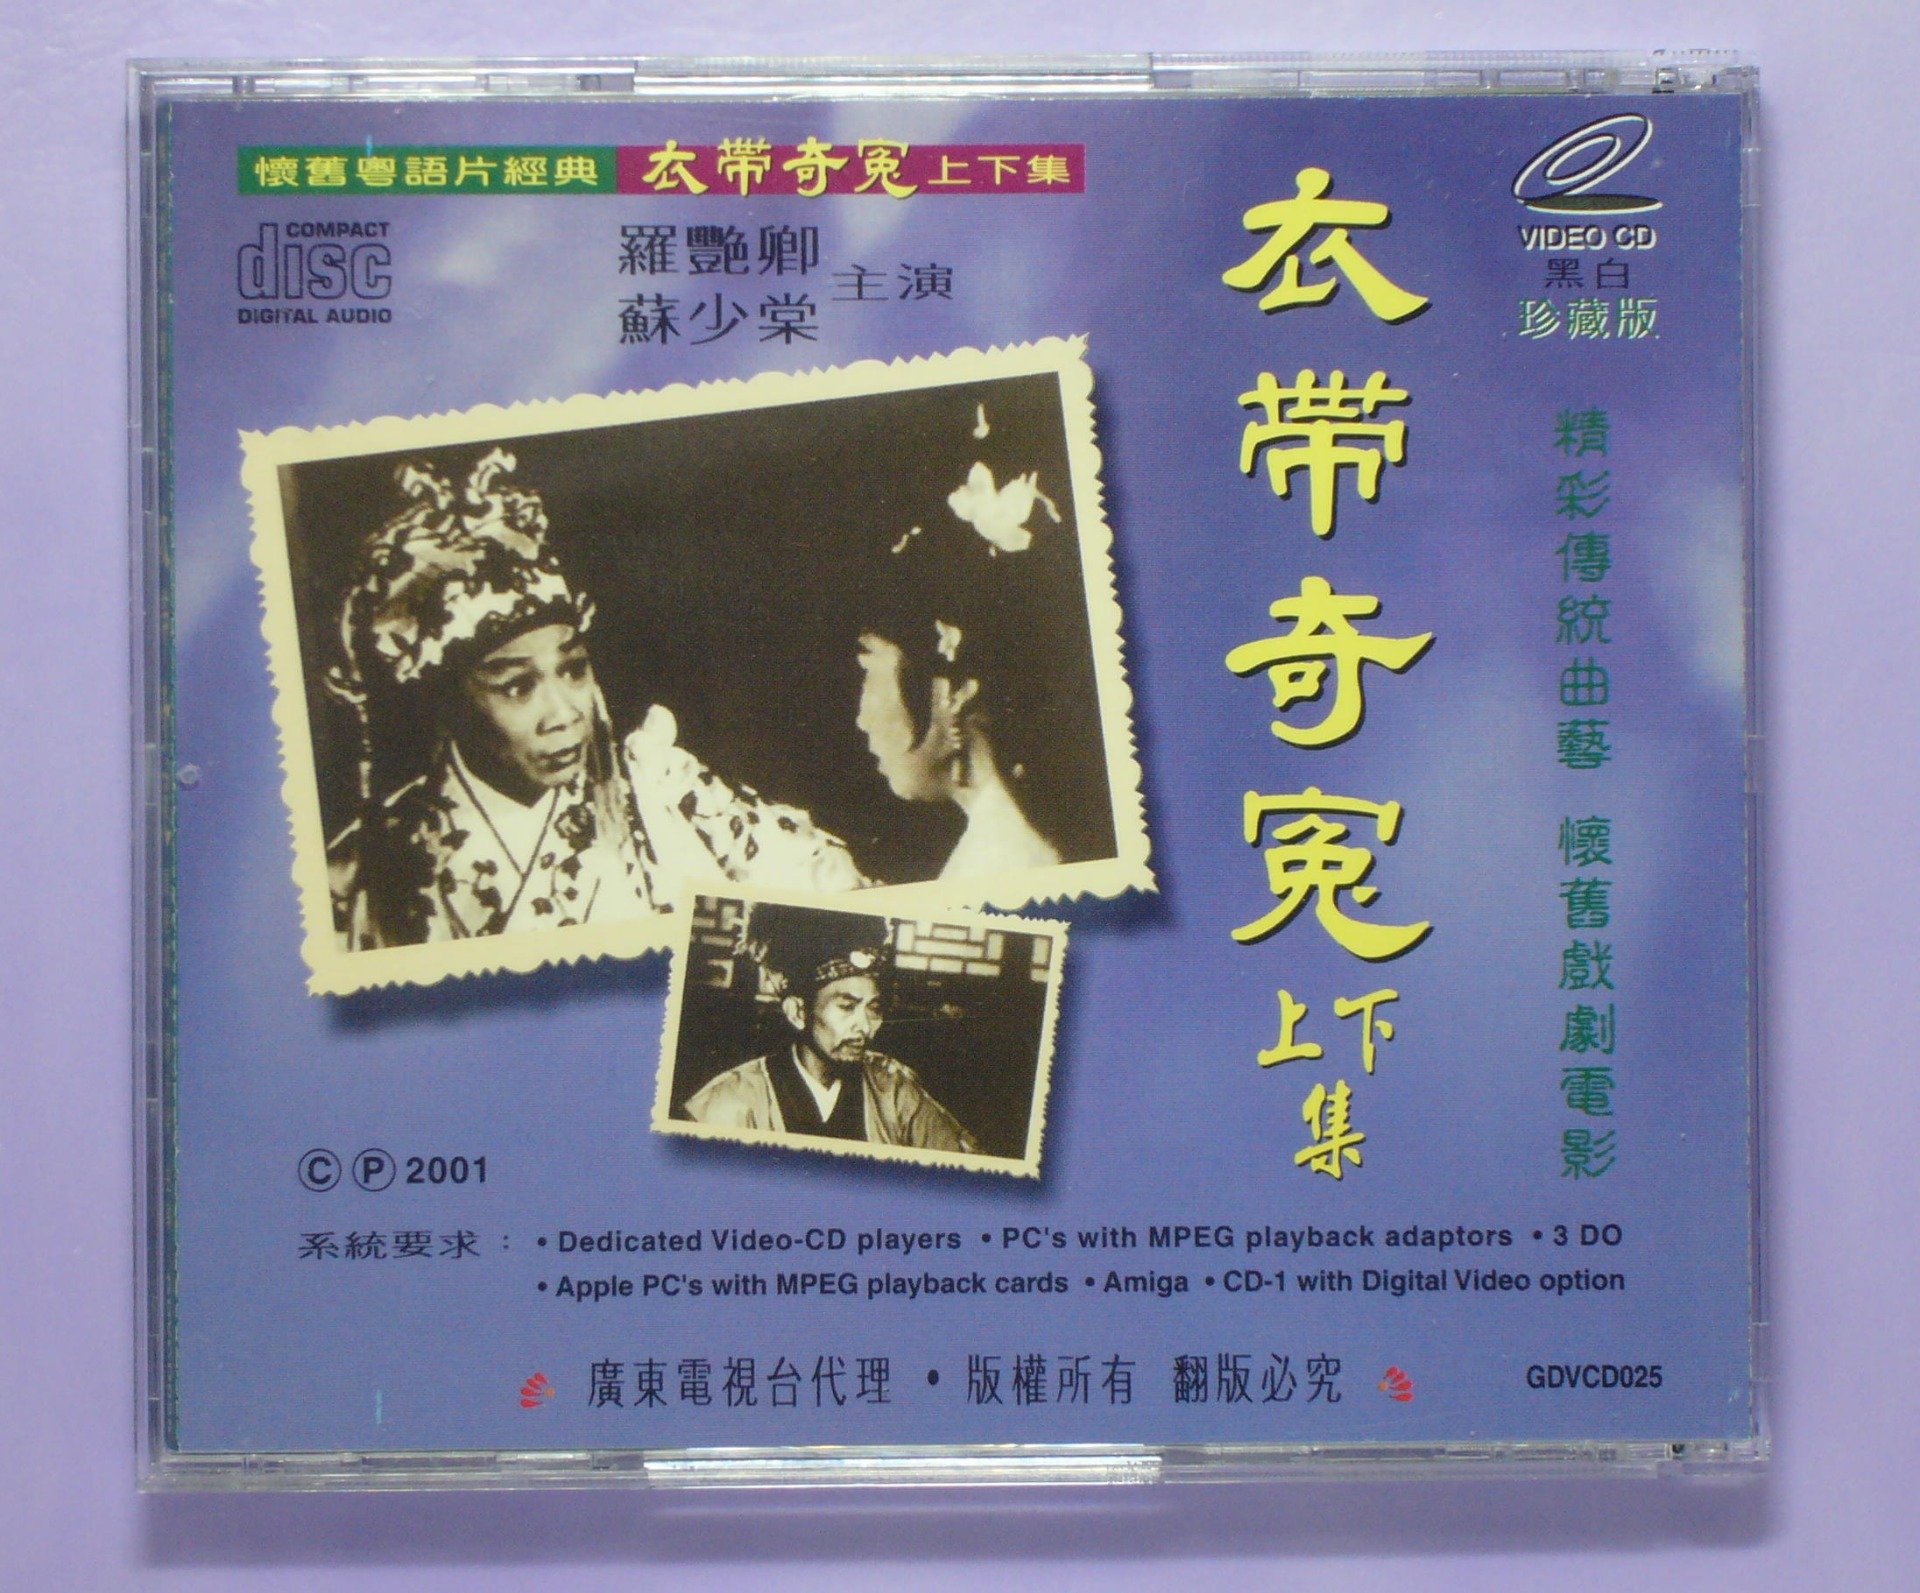 懷舊粵語片經典 衣帶奇冤 上下集
COMPACT
disc
DIGITAL AUDIO
羅艷卿
蘇少棠
主演
VIDEO CD
黑白
珍藏版
衣帶奇冤
上下集
精彩傳統曲藝 懷舊戲劇電影
Ⓒ Ⓟ 2001
系統要求：• Dedicated Video-CD players • PC's with MPEG playback adaptors • 3 DO
• Apple PC's with MPEG playback cards • Amiga • CD-1 with Digital Video option
廣東電視台代理 • 版權所有 翻版必究
GDVCD025